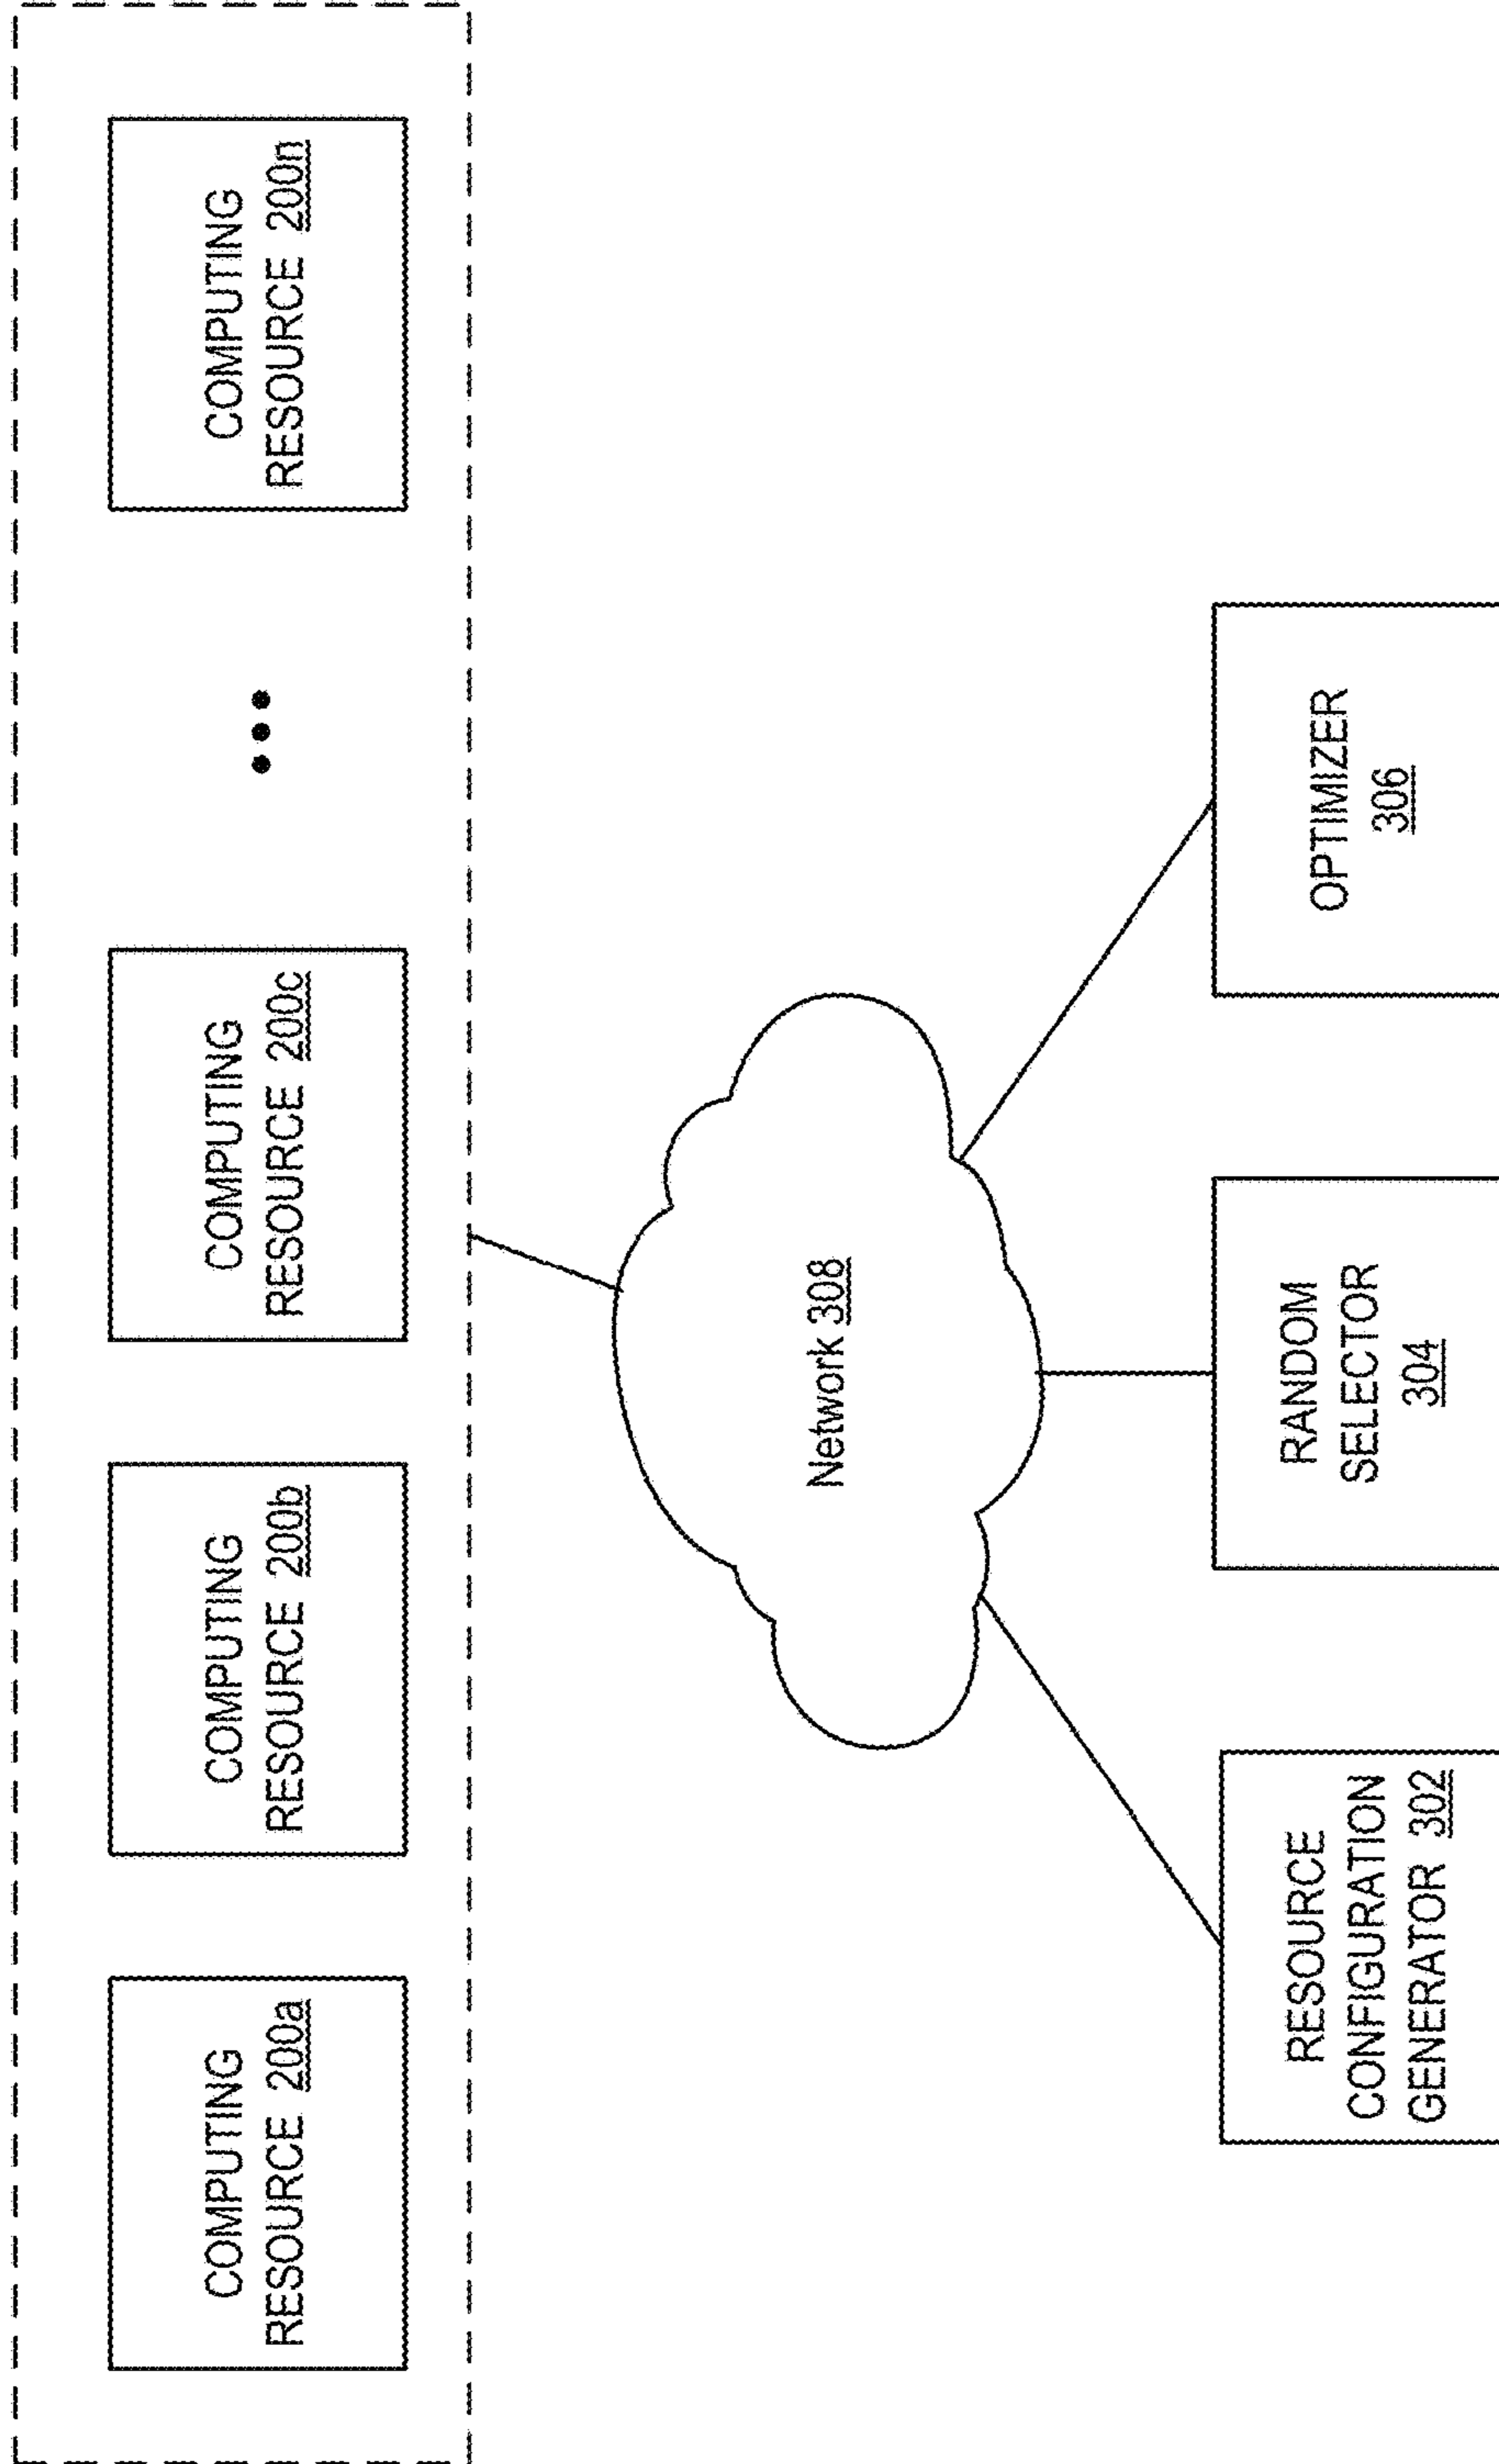 COMPUTING
RESOURCE 200a
COMPUTING
RESOURCE 200b
COMPUTING
RESOURCE 200c
COMPUTING
RESOURCE 200n
Network 308
RESOURCE
CONFIGURATION
GENERATOR 302
RANDOM
SELECTOR
304
OPTIMIZER
306